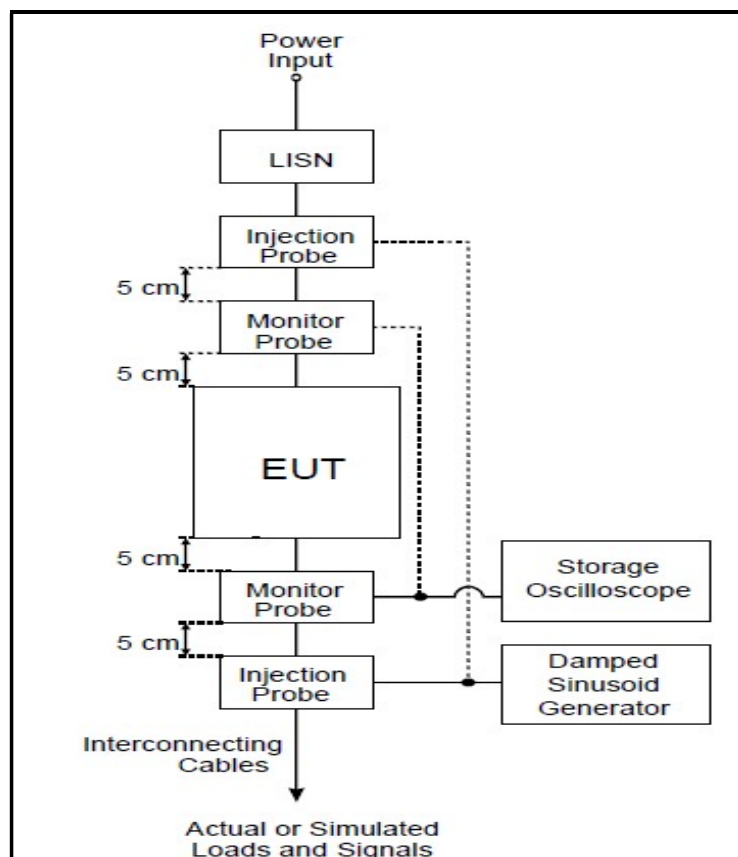 Power
Input
LISN
Injection
Probe
5 cm
Monitor
Probe
5 cm
EUT
5 cm
Monitor
Probe
Storage
Oscilloscope
5 cm
Injection
Probe
Damped
Sinusoid
Generator
Interconnecting
Cables
Actual or Simulated
Loads and Signals